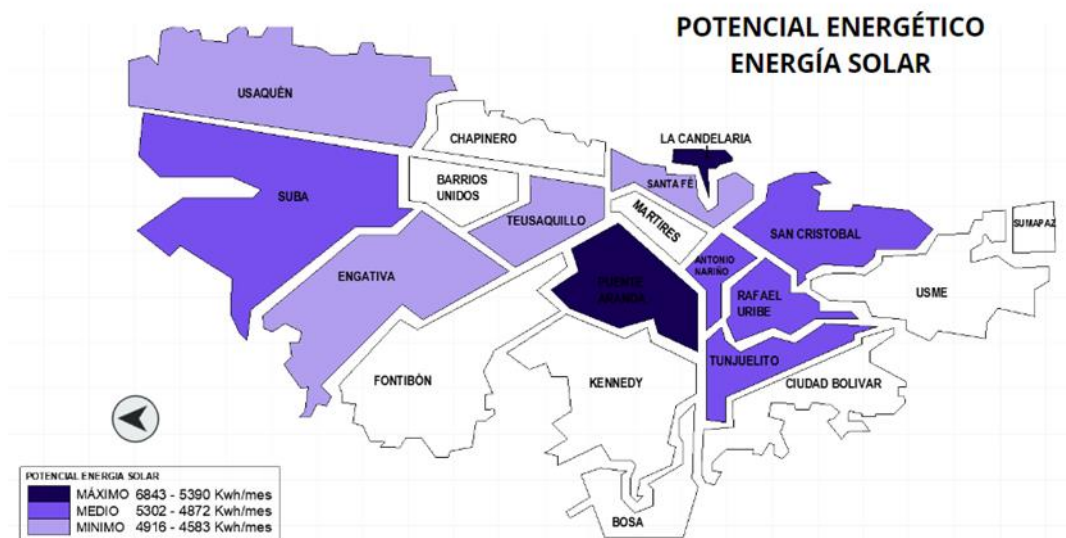 POTENCIAL ENERGÉTICO
ENERGÍA SOLAR
USAQUÉN
CHAPINERO
LA CANDELARIA
BARRIOS
UNIDOS
SANTA FÉ
SUBA
TEUSAQUILLO
MARTIRES
SAN CRISTOBAL
SUMAPAZ
ENGATIVA
ANTONIO
NARIÑO
PUENTE
ARANDA
RAFAEL
URIBE
USME
TUNJUELITO
FONTIBÓN
KENNEDY
CIUDAD BOLIVAR
BOSA
POTENCIAL ENERGIA SOLAR
MÁXIMO 6843 - 5390 Kwh/mes
MEDIO 5302 - 4872 Kwh/mes
MINIMO 4916 - 4583 Kwh/mes